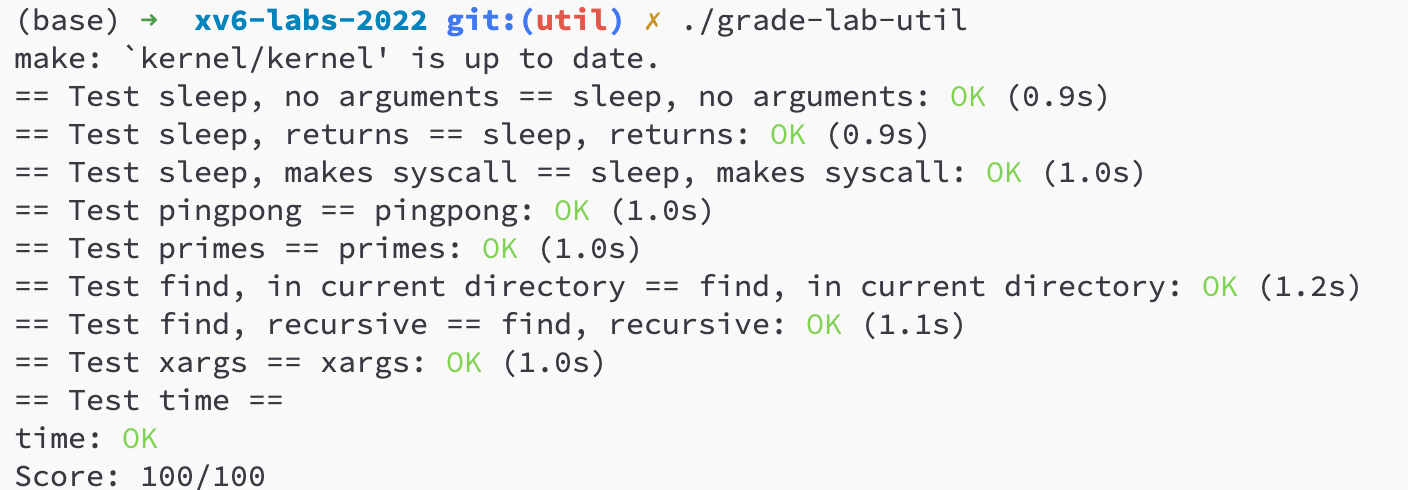 (base) ➜  xv6-labs-2022 git:(util) ✗ ./grade-lab-util
make: `kernel/kernel' is up to date.
== Test sleep, no arguments == sleep, no arguments: OK (0.9s)
== Test sleep, returns == sleep, returns: OK (0.9s)
== Test sleep, makes syscall == sleep, makes syscall: OK (1.0s)
== Test pingpong == pingpong: OK (1.0s)
== Test primes == primes: OK (1.0s)
== Test find, in current directory == find, in current directory: OK (1.2s)
== Test find, recursive == find, recursive: OK (1.1s)
== Test xargs == xargs: OK (1.0s)
== Test time ==
time: OK
Score: 100/100